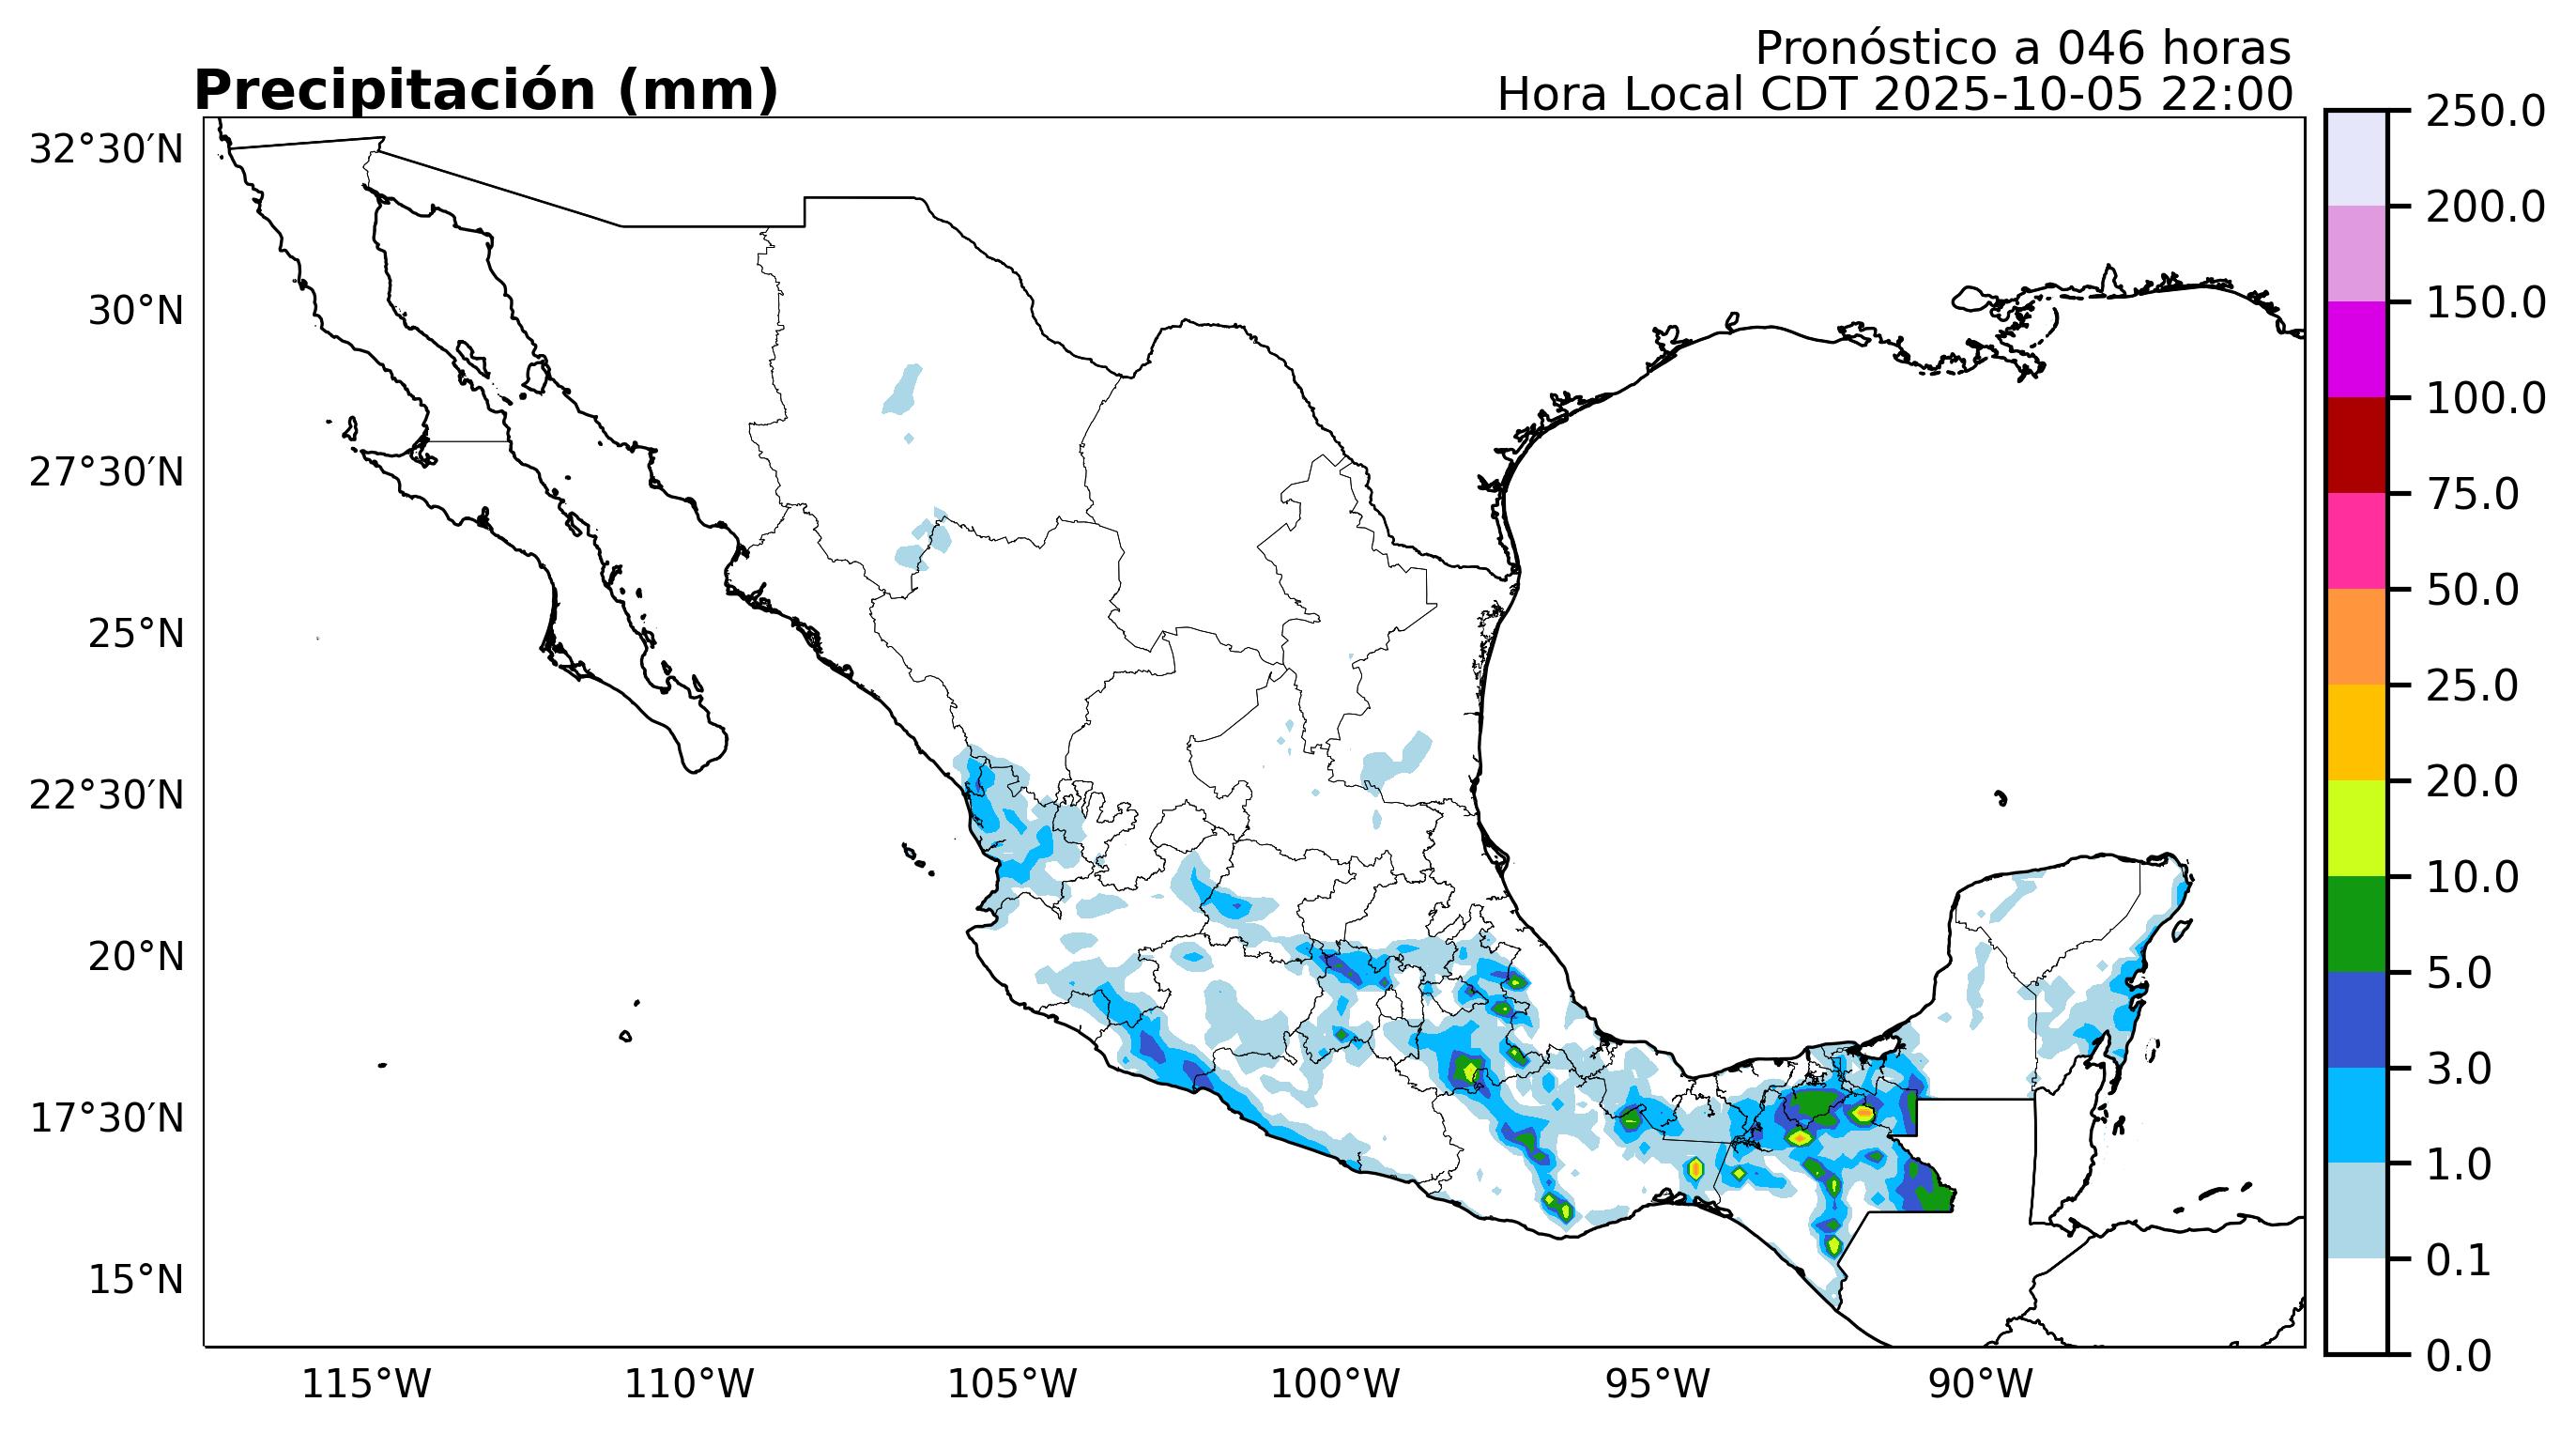 Pronóstico a 046 horas
Precipitación (mm)
Hora Local CDT 2025-10-05 22:00
32°30′N
30°N
27°30′N
25°N
22°30′N
20°N
17°30′N
15°N
115°W
110°W
105°W
100°W
95°W
90°W
250.0
200.0
150.0
100.0
75.0
50.0
25.0
20.0
10.0
5.0
3.0
1.0
0.1
0.0